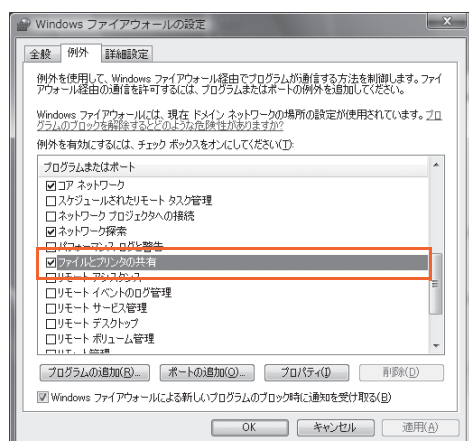 Windows ファイアウォールの設定
全般 例外 詳細設定
例外を使用して、Windows ファイアウォール経由でプログラムが通信する方法を制御します。ファイ
アウォール経由の通信を許可するには、プログラムまたはポートの例外を追加してください。
Windows ファイアウォールは、現在 ドメイン ネットワークの場所の設定が使用されています。プロ
グラムのブロックを解除するとどのような危険性がありますか?
例外を有効にするには、チェック ボックスをオンにしてください(T):
プログラムまたはポート
コア ネットワーク
スケジュールされたリモート タスク管理
ネットワーク プロジェクタへの接続
ネットワーク探索
パフォーマンス ログと警告
ファイルとプリンタの共有
リモート アシスタンス
リモート イベントのログ管理
リモート サービス管理
リモート デスクトップ
リモート ボリューム管理
リモート管理
プログラムの追加(R)... ポートの追加(O)... プロパティ(I) 削除(D)
Windows ファイアウォールによる新しいプログラムのブロック時に通知を受け取る(B)
OK キャンセル 適用(A)